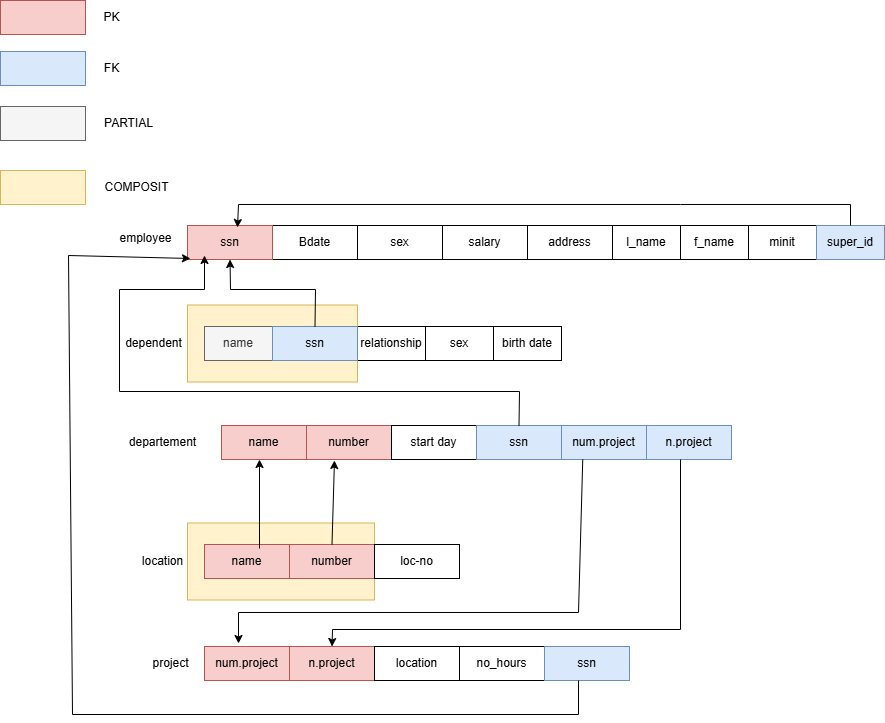 PK
FK
PARTIAL
COMPOSIT
employee ssn Bdate sex salary address l_name f_name minit super_id
dependent name ssn relationship sex birth date
departement name number start day ssn num.project n.project
location name number loc-no
project num.project n.project location no_hours ssn